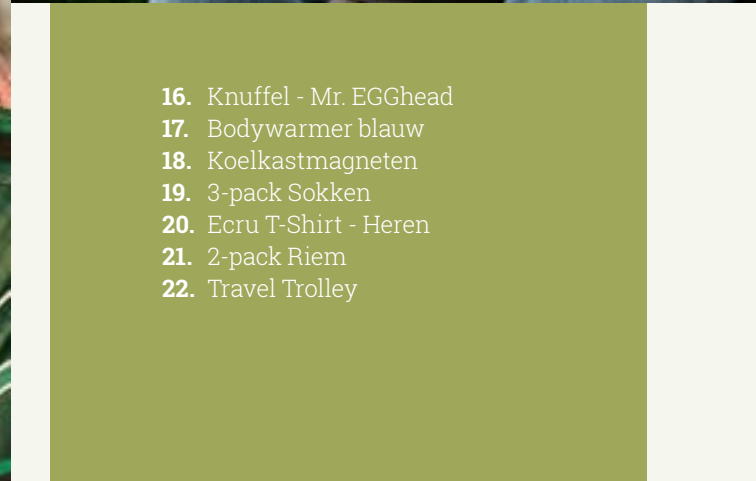 16. Knuffel - Mr. EGGhead
17. Bodywarmer blauw
18. Koelkastmagneten
19. 3-pack Sokken
20. Ecru T-Shirt - Heren
21. 2-pack Riem
22. Travel Trolley